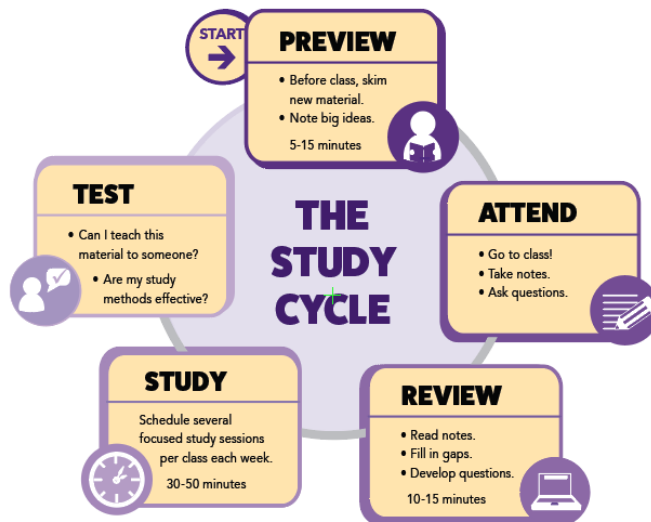 START
PREVIEW
• Before class, skim
new material.
• Note big ideas.
5-15 minutes
THE
STUDY
CYCLE
ATTEND
• Go to class!
• Take notes.
• Ask questions.
REVIEW
• Read notes.
• Fill in gaps.
• Develop questions.
10-15 minutes
STUDY
Schedule several
focused study sessions
per class each week.
30-50 minutes
TEST
• Can I teach this
material to someone?
• Are my study
methods effective?